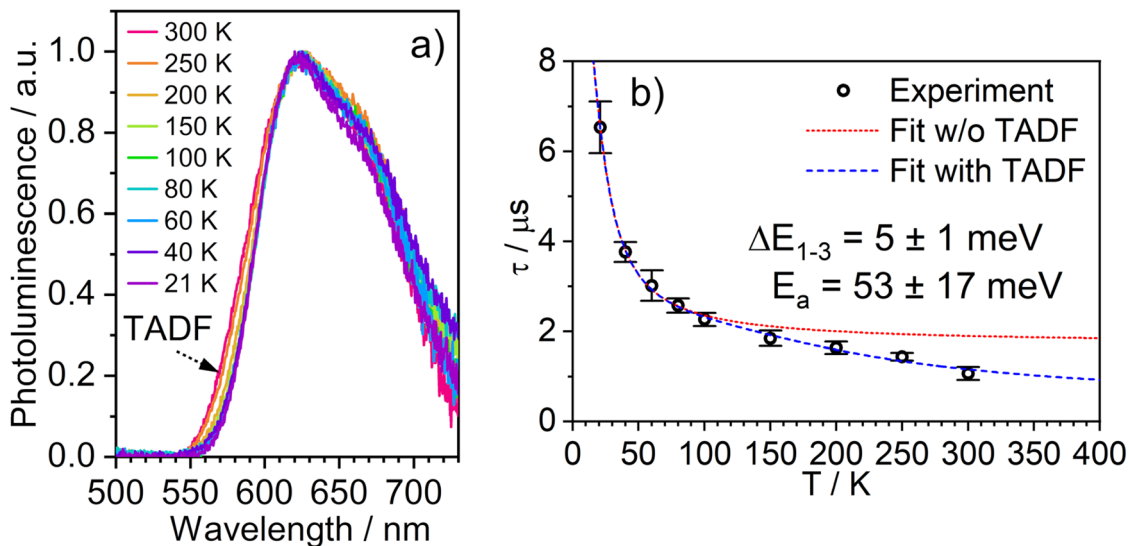 a)
300 K
250 K
200 K
150 K
100 K
80 K
60 K
40 K
21 K
TADF
Photoluminescence / a.u.
1.0
0.8
0.6
0.4
0.2
0.0
500 550 600 650 700
Wavelength / nm
b)
Experiment
Fit w/o TADF
Fit with TADF
ΔE₁₋₃ = 5 ± 1 meV
Eₐ = 53 ± 17 meV
τ / μs
8
6
4
2
0
0 50 100 150 200 250 300 350 400
T / K